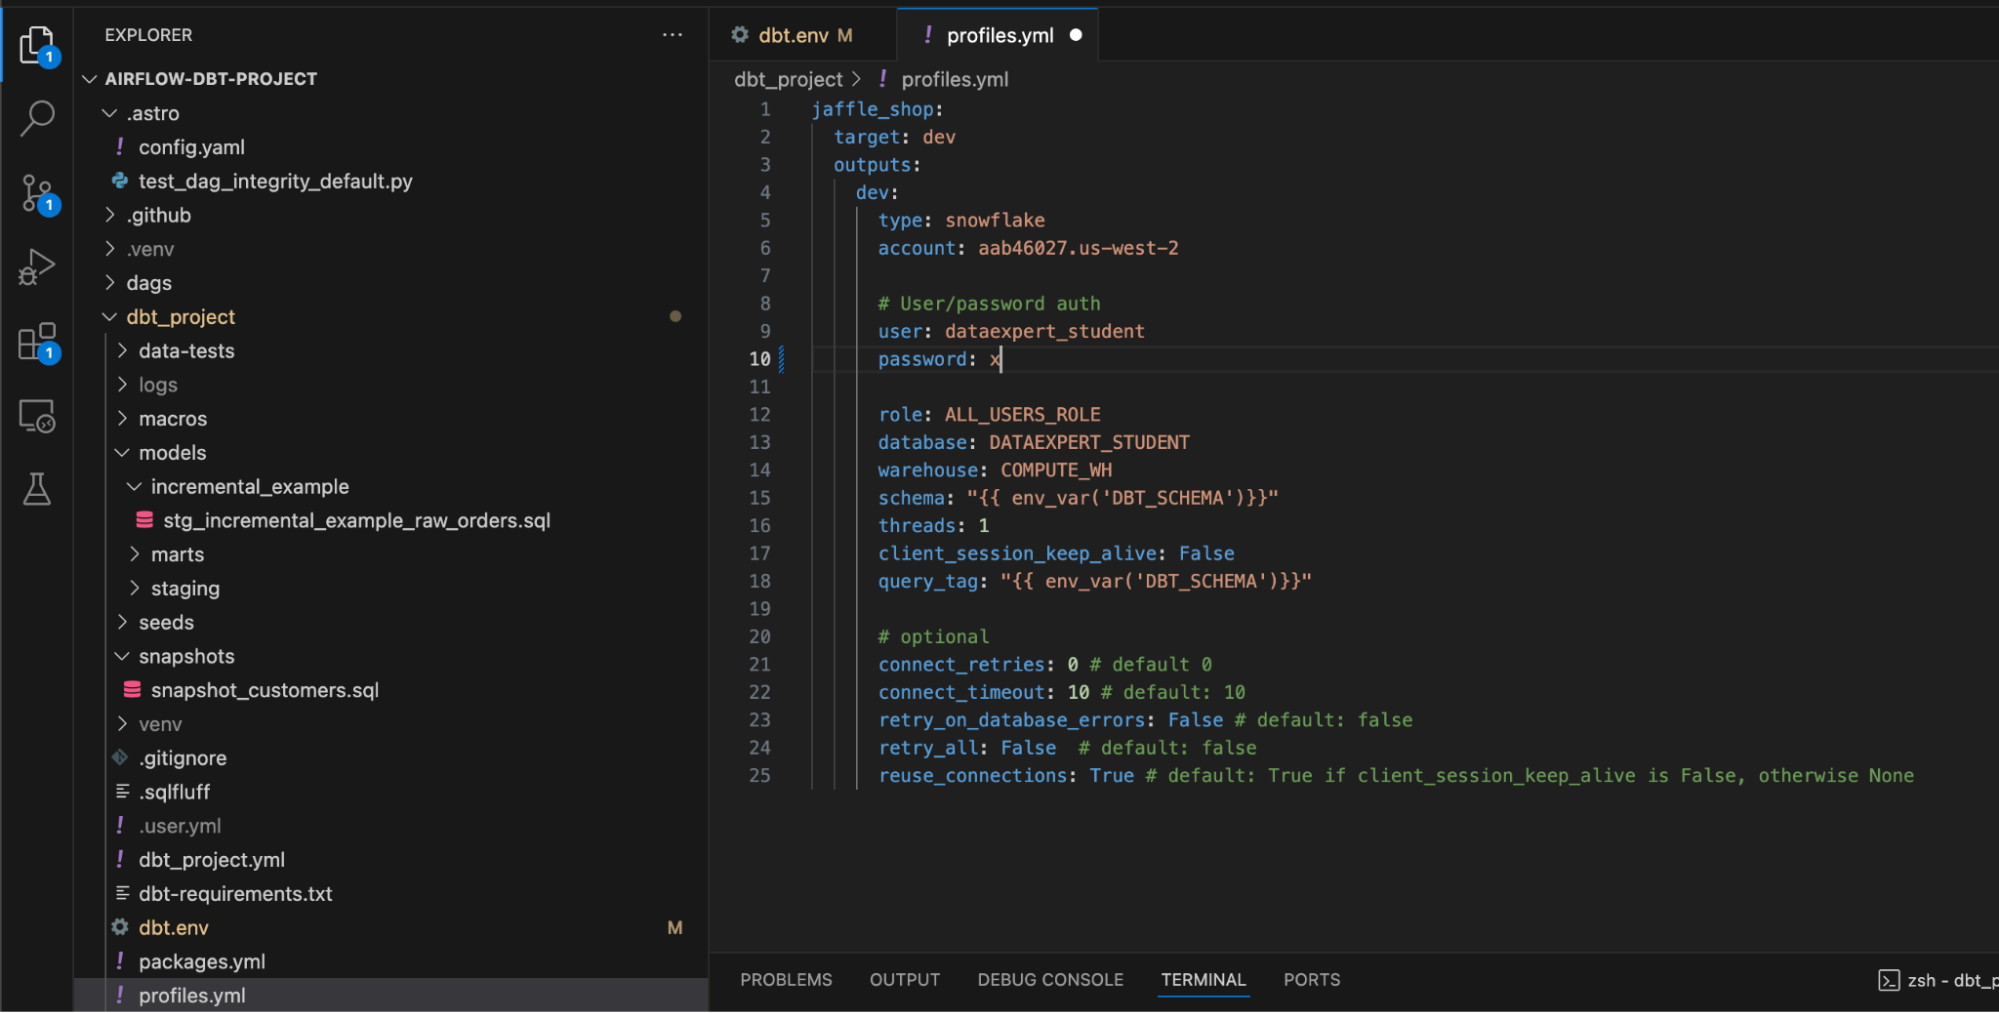 EXPLORER
AIRFLOW-DBT-PROJECT
.astro
config.yaml
test_dag_integrity_default.py
.github
.venv
dags
dbt_project
data-tests
logs
macros
models
incremental_example
stg_incremental_example_raw_orders.sql
marts
staging
seeds
snapshots
snapshot_customers.sql
venv
.gitignore
.sqlfluff
.user.yml
dbt_project.yml
dbt-requirements.txt
dbt.env M
packages.yml
profiles.yml
1
1
1
dbt.env M
profiles.yml
dbt_project > profiles.yml
1 jaffle_shop:
2 target: dev
3 outputs:
4 dev:
5 type: snowflake
6 account: aab46027.us-west-2
7
8 # User/password auth
9 user: dataexpert_student
10 password: x
11
12 role: ALL_USERS_ROLE
13 database: DATAEXPERT_STUDENT
14 warehouse: COMPUTE_WH
15 schema: "{{ env_var('DBT_SCHEMA')}}"
16 threads: 1
17 client_session_keep_alive: False
18 query_tag: "{{ env_var('DBT_SCHEMA')}}"
19
20 # optional
21 connect_retries: 0 # default 0
22 connect_timeout: 10 # default: 10
23 retry_on_database_errors: False # default: false
24 retry_all: False  # default: false
25 reuse_connections: True # default: True if client_session_keep_alive is False, otherwise None
PROBLEMS OUTPUT DEBUG CONSOLE TERMINAL PORTS
zsh - dbt_p